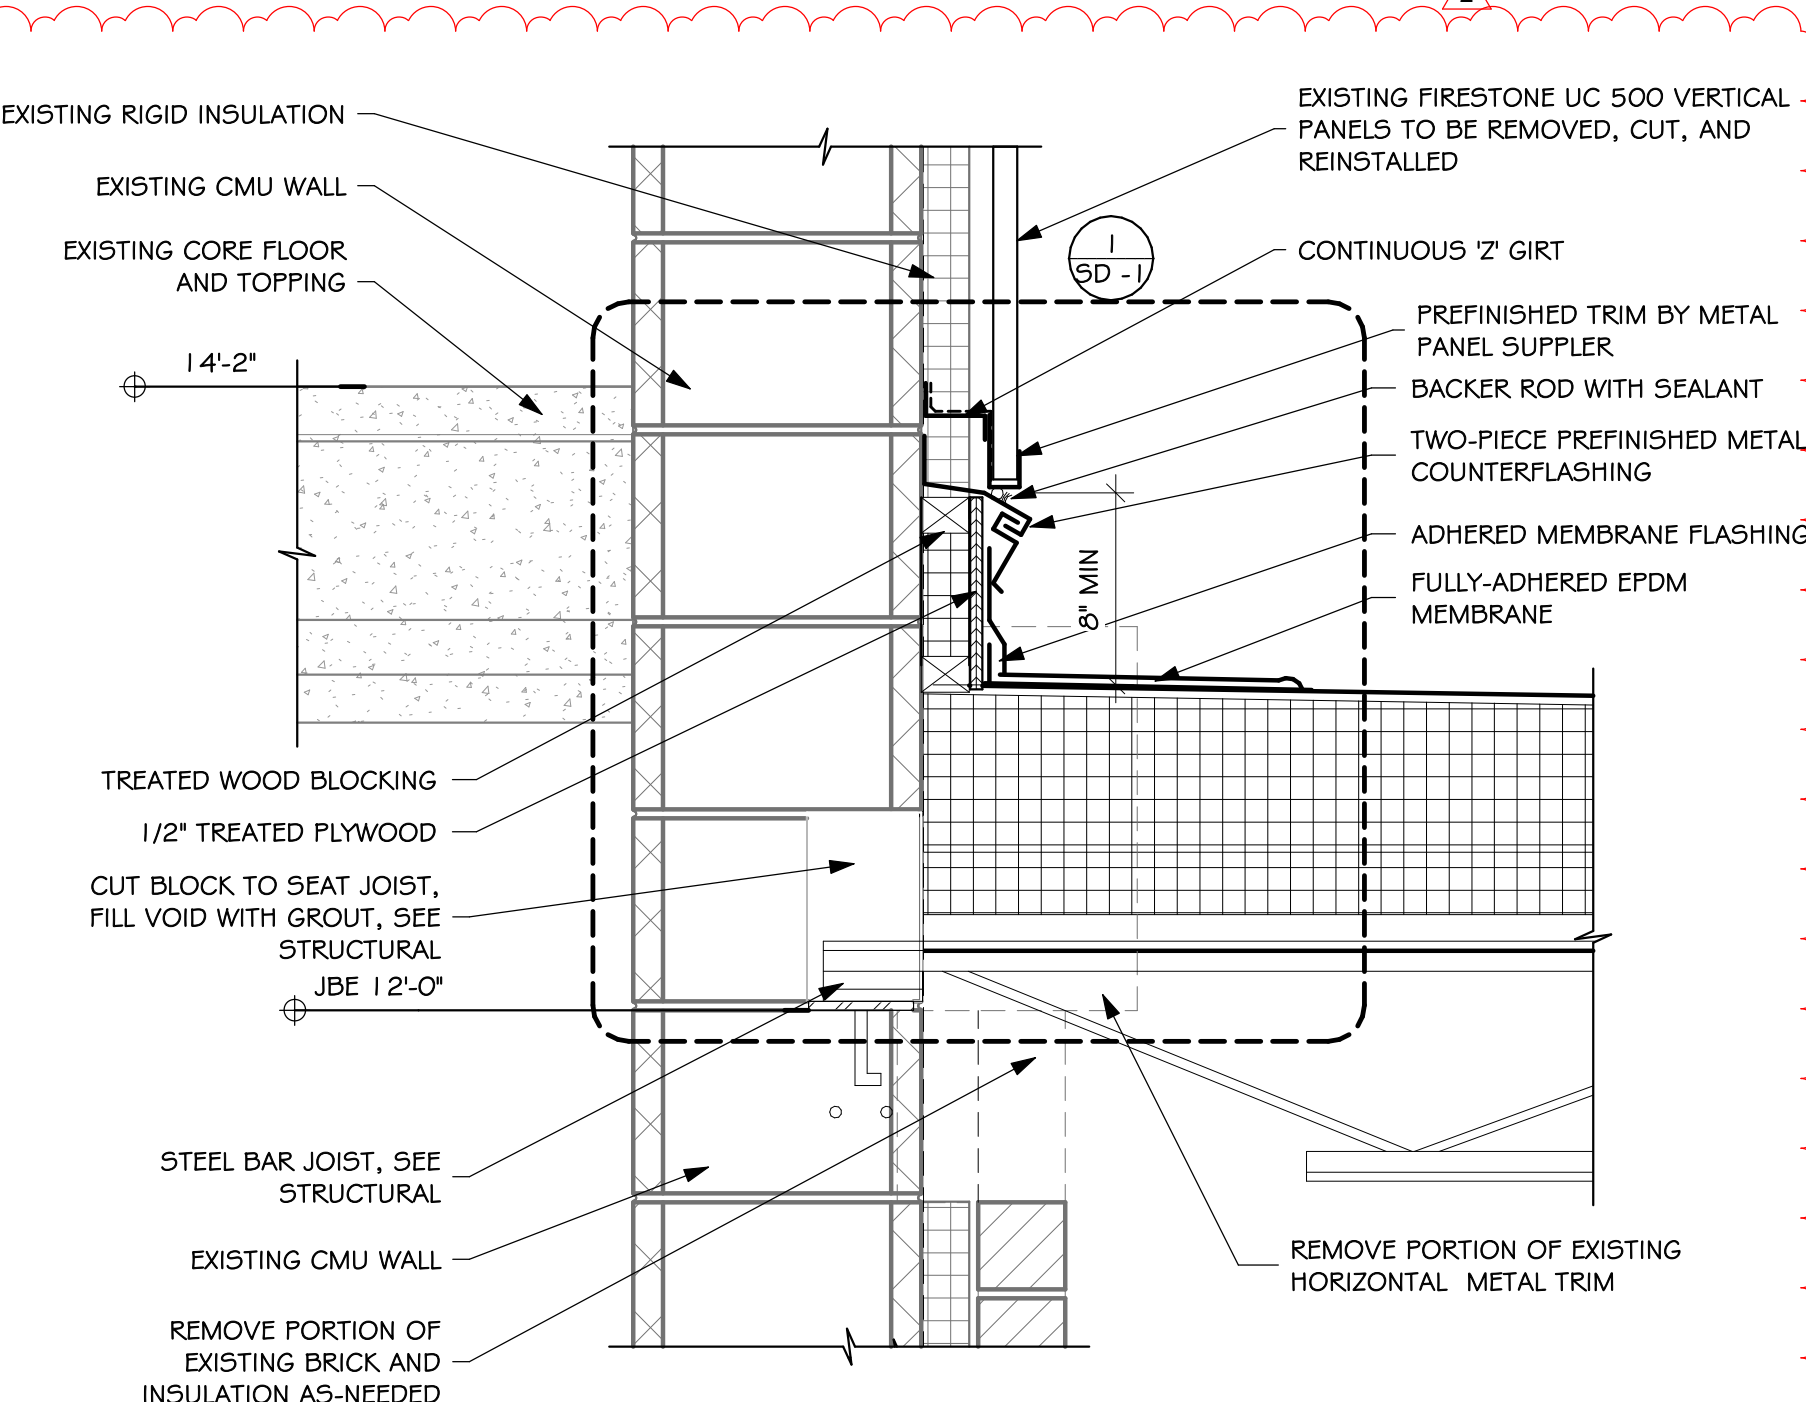 EXISTING RIGID INSULATION
EXISTING CMU WALL
EXISTING CORE FLOOR
AND TOPPING
14'-2"
EXISTING FIRESTONE UC 500 VERTICAL
PANELS TO BE REMOVED, CUT, AND
REINSTALLED
1
SD -1
CONTINUOUS 'Z' GIRT
PREFINISHED TRIM BY METAL
PANEL SUPPLER
BACKER ROD WITH SEALANT
TWO-PIECE PREFINISHED METAL
COUNTERFLASHING
ADHERED MEMBRANE FLASHING
FULLY-ADHERED EPDM
MEMBRANE
8" MIN
TREATED WOOD BLOCKING
1/2" TREATED PLYWOOD
CUT BLOCK TO SEAT JOIST,
FILL VOID WITH GROUT, SEE
STRUCTURAL
JBE 12'-0"
STEEL BAR JOIST, SEE
STRUCTURAL
EXISTING CMU WALL
REMOVE PORTION OF
EXISTING BRICK AND
INSULATION AS-NEEDED
REMOVE PORTION OF EXISTING
HORIZONTAL METAL TRIM